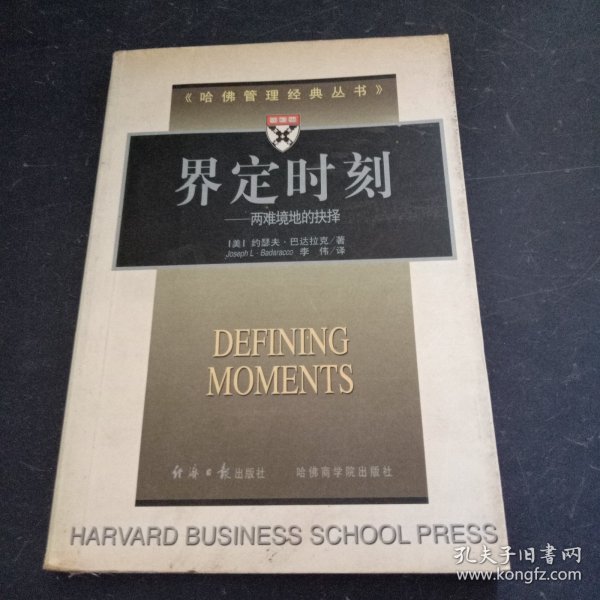 《哈佛管理经典丛书》
界定时刻
——两难境地的抉择
[美] 约瑟夫·巴达拉克/著
Joseph L·Badaracco 李 伟/译
DEFINING
MOMENTS
经济日报出版社 哈佛商学院出版社
HARVARD BUSINESS SCHOOL PRESS
孔夫子旧書网
www.kongfz.com